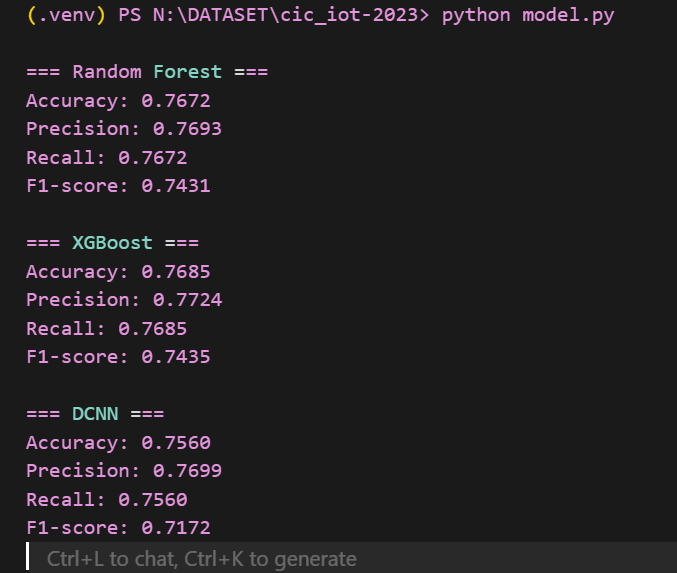 (.venv) PS N:\DATASET\cic_iot-2023> python model.py
=== Random Forest ===
Accuracy: 0.7672
Precision: 0.7693
Recall: 0.7672
F1-score: 0.7431
=== XGBoost ===
Accuracy: 0.7685
Precision: 0.7724
Recall: 0.7685
F1-score: 0.7435
=== DCNN ===
Accuracy: 0.7560
Precision: 0.7699
Recall: 0.7560
F1-score: 0.7172
Ctrl+L to chat, Ctrl+K to generate